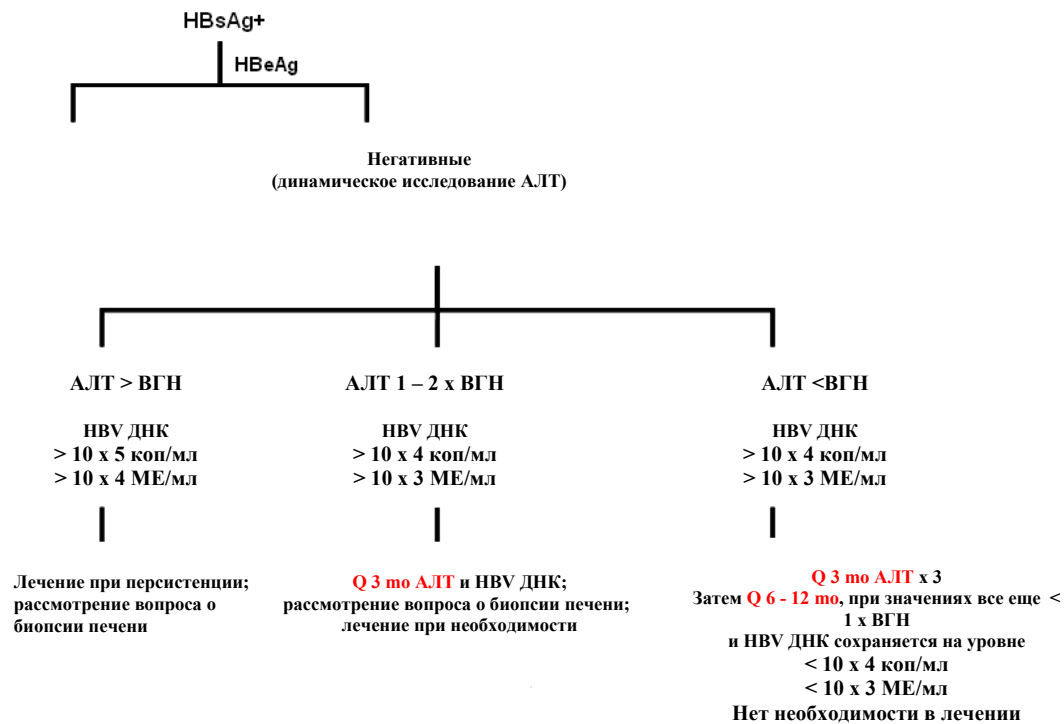 HBsAg+
HBeAg
Негативные
(динамическое исследование АЛТ)
АЛТ > ВГН
HBV ДНК
> 10 x 5 коп/мл
> 10 x 4 МЕ/мл
Лечение при персистенции;
рассмотрение вопроса о
биопсии печени
АЛТ 1 – 2 x ВГН
HBV ДНК
> 10 x 4 коп/мл
> 10 x 3 МЕ/мл
Q 3 mo АЛТ и HBV ДНК;
рассмотрение вопроса о биопсии печени;
лечение при необходимости
АЛТ <ВГН
HBV ДНК
> 10 x 4 коп/мл
> 10 x 3 МЕ/мл
Q 3 mo АЛТ x 3
Затем Q 6 - 12 mo, при значениях все еще <
1 x ВГН
и HBV ДНК сохраняется на уровне
< 10 x 4 коп/мл
< 10 x 3 МЕ/мл
Нет необходимости в лечении